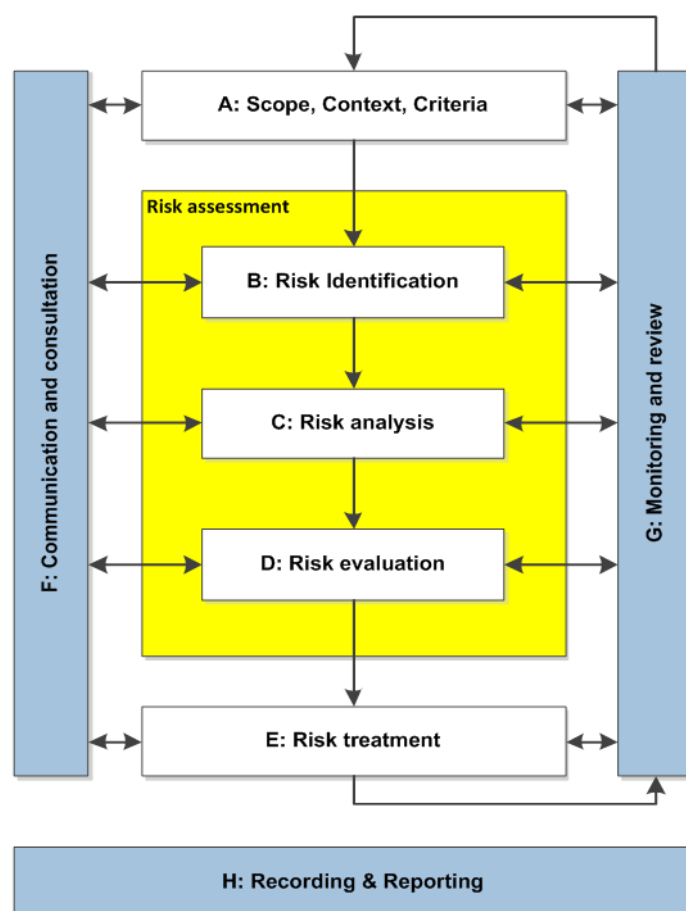 A: Scope, Context, Criteria
Risk assessment
B: Risk Identification
C: Risk analysis
D: Risk evaluation
E: Risk treatment
F: Communication and consultation
G: Monitoring and review
H: Recording & Reporting